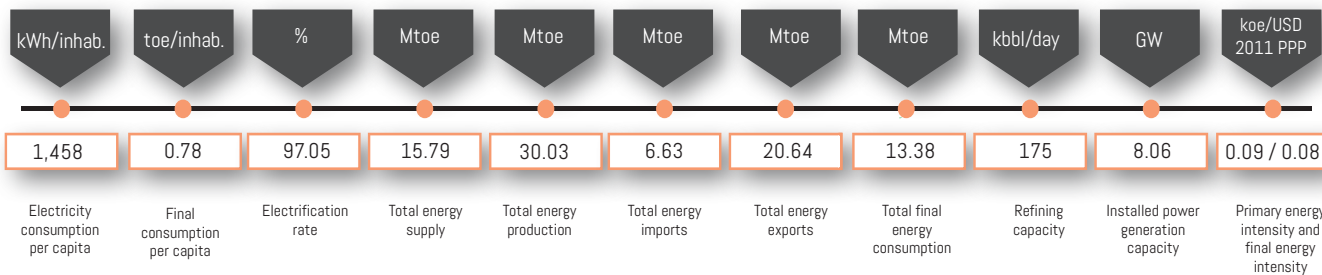 kWh/inhab.
toe/inhab.
%
Mtoe
Mtoe
Mtoe
Mtoe
Mtoe
kbbl/day
GW
koe/USD
2011 PPP
1,458
0.78
97.05
15.79
30.03
6.63
20.64
13.38
175
8.06
0.09 / 0.08
Electricity
consumption
per capita
Final
consumption
per capita
Electrification
rate
Total energy
supply
Total energy
production
Total energy
imports
Total energy
exports
Total final
energy
consumption
Refining
capacity
Installed power
generation
capacity
Primary energy
intensity and
final energy
intensity